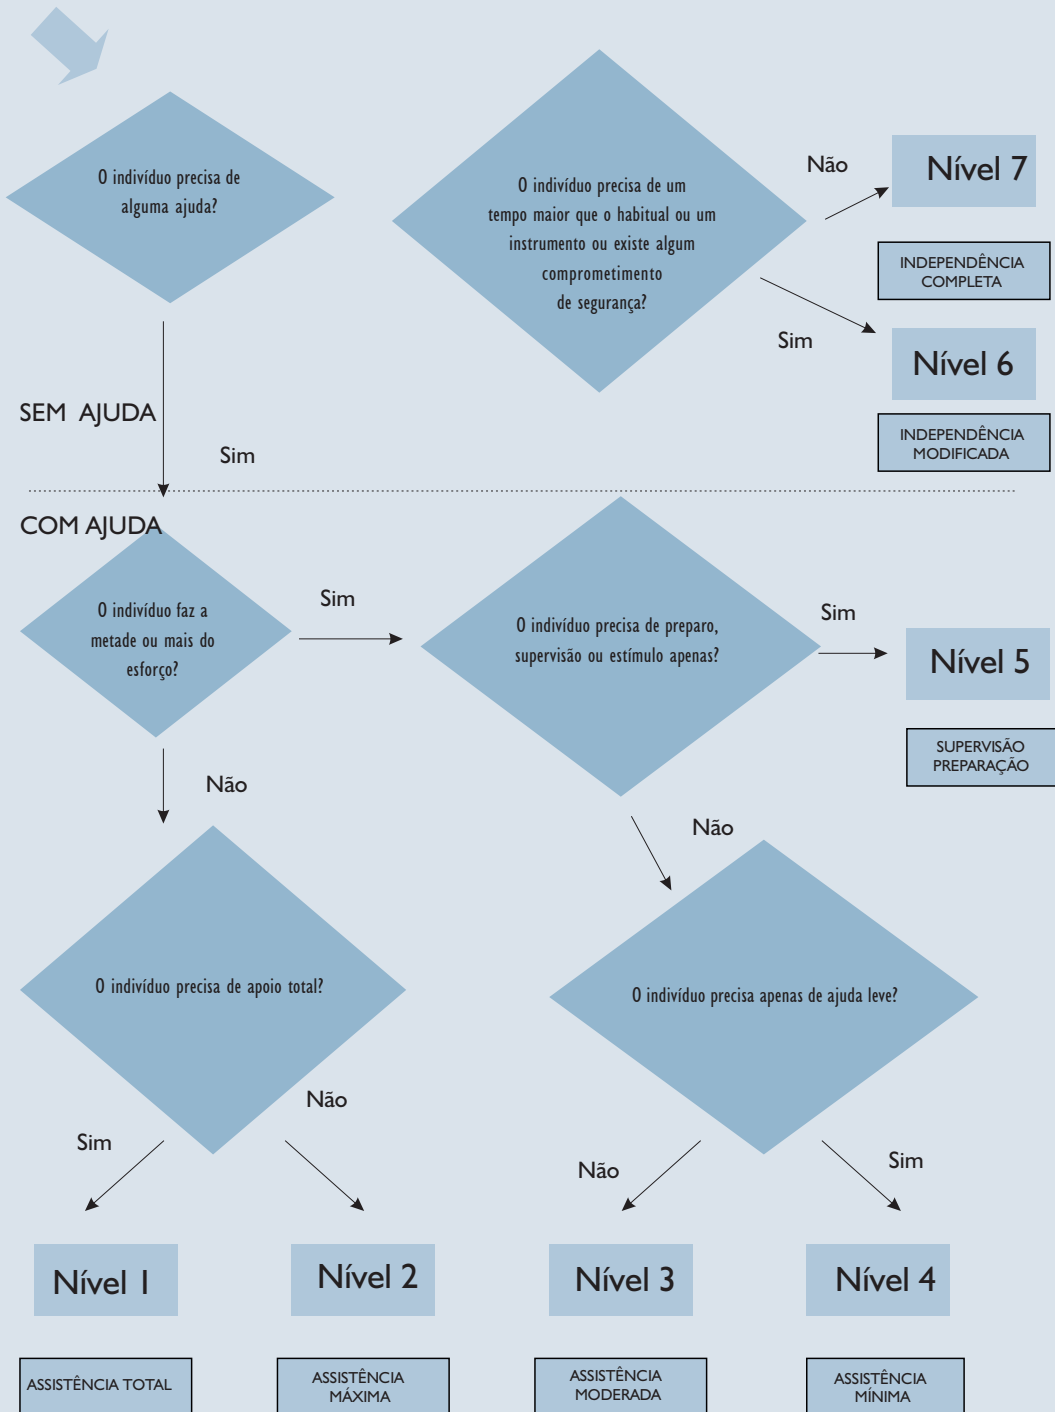 O indivíduo precisa de
alguma ajuda?
O indivíduo precisa de um
tempo maior que o habitual ou um
instrumento ou existe algum
comprometimento
de segurança?
Não
Nível 7
INDEPENDÊNCIA
COMPLETA
Sim
Nível 6
INDEPENDÊNCIA
MODIFICADA
SEM AJUDA
Sim
COM AJUDA
O indivíduo faz a
metade ou mais do
esforço?
Sim
O indivíduo precisa de preparo,
supervisão ou estímulo apenas?
Sim
Nível 5
SUPERVISÃO
PREPARAÇÃO
Não
Não
O indivíduo precisa de apoio total?
O indivíduo precisa apenas de ajuda leve?
Sim
Não
Não
Sim
Nível 1
Nível 2
Nível 3
Nível 4
ASSISTÊNCIA TOTAL
ASSISTÊNCIA
MÁXIMA
ASSISTÊNCIA
MODERADA
ASSISTÊNCIA
MÍNIMA